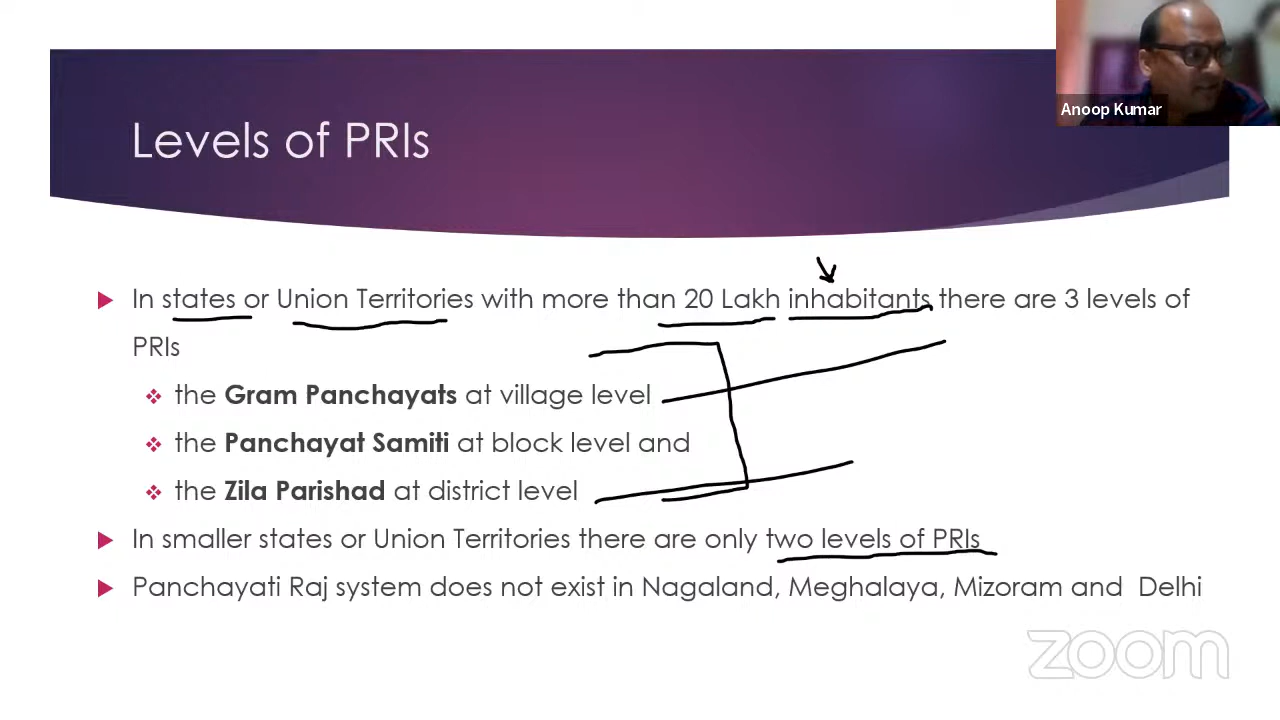 Anoop Kumar
Levels of PRIs
In states or Union Territories with more than 20 Lakh inhabitants there are 3 levels of
PRIs
the Gram Panchayats at village level
the Panchayat Samiti at block level and
the Zila Parishad at district level
In smaller states or Union Territories there are only two levels of PRIs
Panchayati Raj system does not exist in Nagaland, Meghalaya, Mizoram and Delhi
zoom